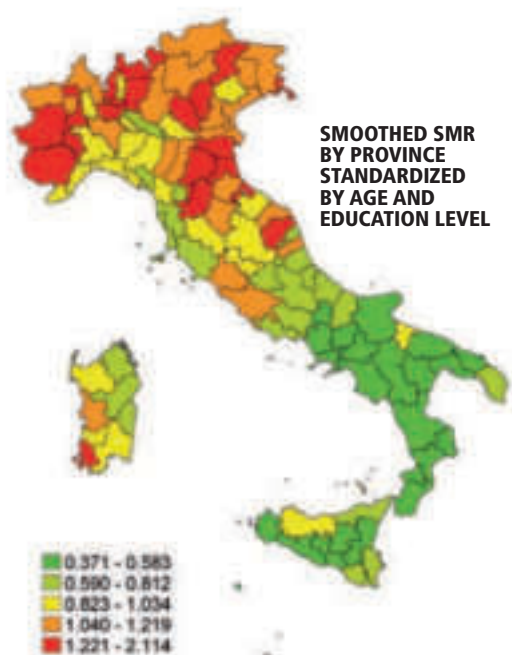 SMOOTHED SMR
BY PROVINCE
STANDARDIZED
BY AGE AND
EDUCATION LEVEL
0.371 - 0.583
0.590 - 0.812
0.823 - 1.034
1.040 - 1.219
1.221 - 2.114